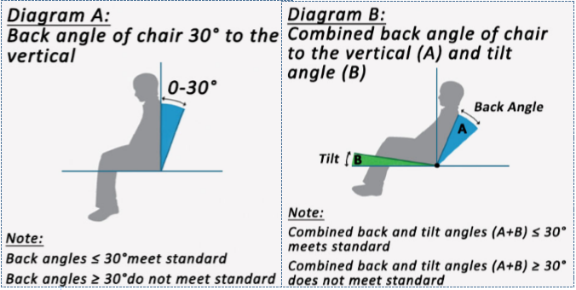 Diagram A:
Back angle of chair 30° to the
vertical
0-30°
Note:
Back angles ≤ 30°meet standard
Back angles ≥ 30°do not meet standard
Diagram B:
Combined back angle of chair
to the vertical (A) and tilt
angle (B)
Back Angle
A
Tilt
B
Note:
Combined back and tilt angles (A+B) ≤ 30°
meets standard
Combined back and tilt angles (A+B) ≥ 30°
does not meet standard